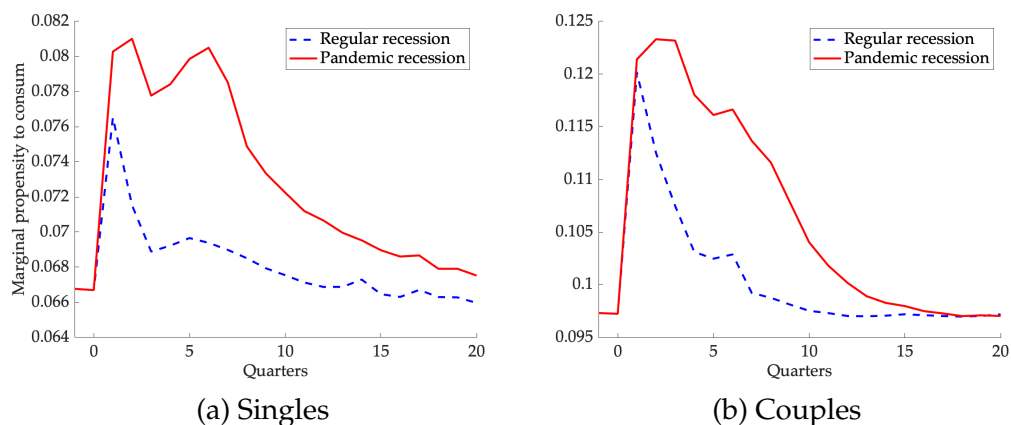 0.082
0.08
0.078
0.076
0.074
0.072
0.07
0.068
0.066
0.064
Marginal propensity to consum
Regular recession
Pandemic recession
0 5 10 15 20
Quarters
(a) Singles
0.125
0.12
0.115
0.11
0.105
0.1
0.095
Regular recession
Pandemic recession
0 5 10 15 20
Quarters
(b) Couples